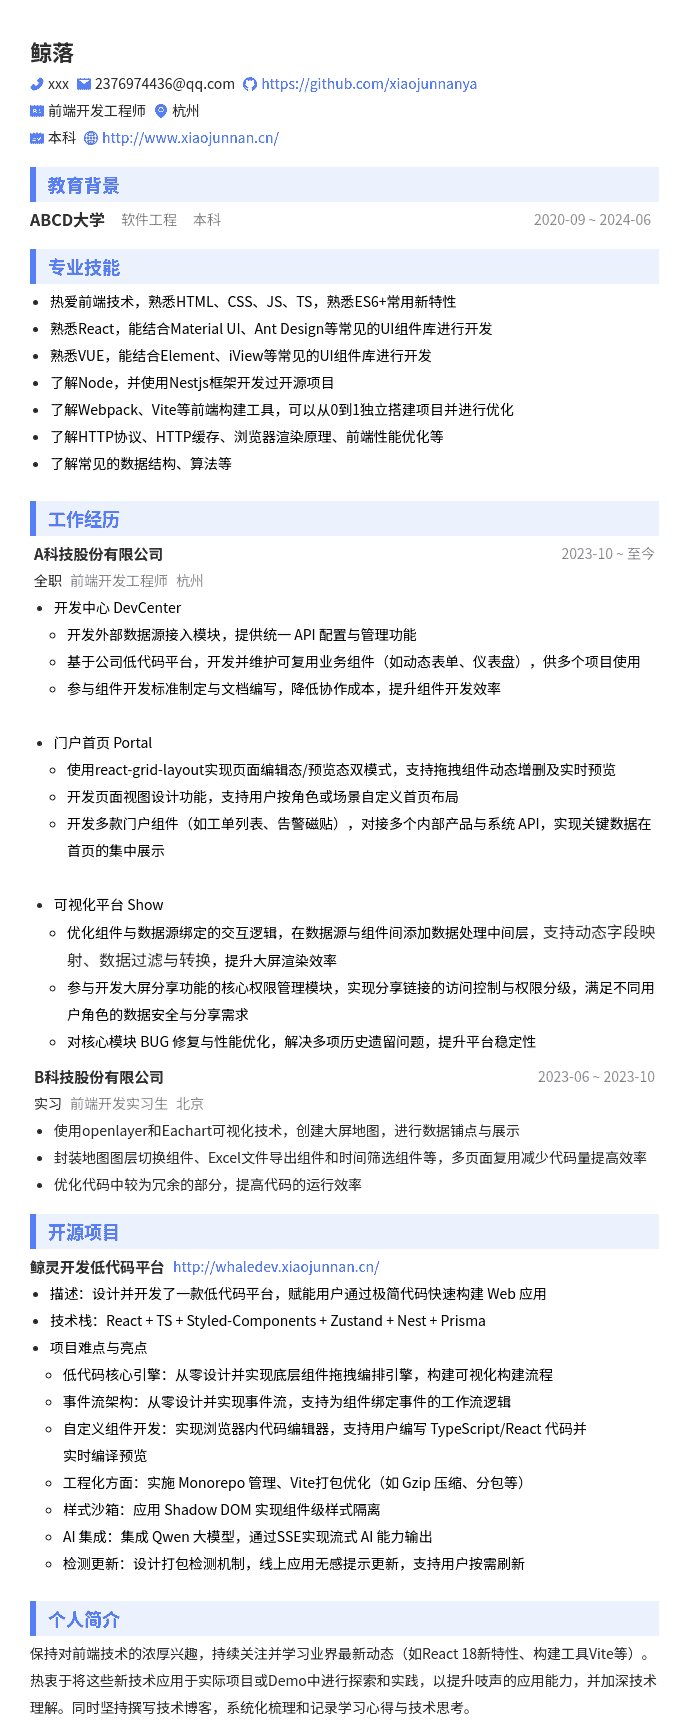 鲸落
xxx 2376974436@qq.com https://github.com/xiaojunnanya
前端开发工程师 杭州
本科 http://www.xiaojunnan.cn/
教育背景
ABCD大学 软件工程 本科 2020-09 ~ 2024-06
专业技能
热爱前端技术，熟悉HTML、CSS、JS、TS，熟悉ES6+常用新特性
熟悉React，能结合Material UI、Ant Design等常见的UI组件库进行开发
熟悉VUE，能结合Element、iView等常见的UI组件库进行开发
了解Node，并使用Nestjs框架开发过开源项目
了解Webpack、Vite等前端构建工具，可以从0到1独立搭建项目并进行优化
了解HTTP协议、HTTP缓存、浏览器渲染原理、前端性能优化等
了解常见的数据结构、算法等
工作经历
A科技股份有限公司 2023-10 ~ 至今
全职 前端开发工程师 杭州
开发中心 DevCenter
开发外部数据源接入模块，提供统一 API 配置与管理功能
基于公司低代码平台，开发并维护可复用业务组件（如动态表单、仪表盘），供多个项目使用
参与组件开发标准制定与文档编写，降低协作成本，提升组件开发效率
门户首页 Portal
使用react-grid-layout实现页面编辑态/预览态双模式，支持拖拽组件动态增删及实时预览
开发页面视图设计功能，支持用户按角色或场景自定义首页布局
开发多款门户组件（如工单列表、告警磁贴），对接多个内部产品与系统 API，实现关键数据在
首页的集中展示
可视化平台 Show
优化组件与数据源绑定的交互逻辑，在数据源与组件间添加数据处理中间层，支持动态字段映
射、数据过滤与转换，提升大屏渲染效率
参与开发大屏分享功能的核心权限管理模块，实现分享链接的访问控制与权限分级，满足不同用
户角色的数据安全与分享需求
对核心模块 BUG 修复与性能优化，解决多项历史遗留问题，提升平台稳定性
B科技股份有限公司 2023-06 ~ 2023-10
实习 前端开发实习生 北京
使用openlayer和Eachart可视化技术，创建大屏地图，进行数据铺点与展示
封装地图图层切换组件、Excel文件导出组件和时间筛选组件等，多页面复用减少代码量提高效率
优化代码中较为冗余的部分，提高代码的运行效率
开源项目
鲸灵开发低代码平台 http://whaledev.xiaojunnan.cn/
描述：设计并开发了一款低代码平台，赋能用户通过极简代码快速构建 Web 应用
技术栈：React + TS + Styled-Components + Zustand + Nest + Prisma
项目难点与亮点
低代码核心引擎：从零设计并实现底层组件拖拽编排引擎，构建可视化构建流程
事件流架构：从零设计并实现事件流，支持为组件绑定事件的工作流逻辑
自定义组件开发：实现浏览器内代码编辑器，支持用户编写 TypeScript/React 代码并
实时编译预览
工程化方面：实施 Monorepo 管理、Vite打包优化（如 Gzip 压缩、分包等）
样式沙箱：应用 Shadow DOM 实现组件级样式隔离
AI 集成：集成 Qwen 大模型，通过SSE实现流式 AI 能力输出
检测更新：设计打包检测机制，线上应用无感提示更新，支持用户按需刷新
个人简介
保持对前端技术的浓厚兴趣，持续关注并学习业界最新动态（如React 18新特性、构建工具Vite等）。
热衷于将这些新技术应用于实际项目或Demo中进行探索和实践，以提升吱声的应用能力，并加深技术
理解。同时坚持撰写技术博客，系统化梳理和记录学习心得与技术思考。